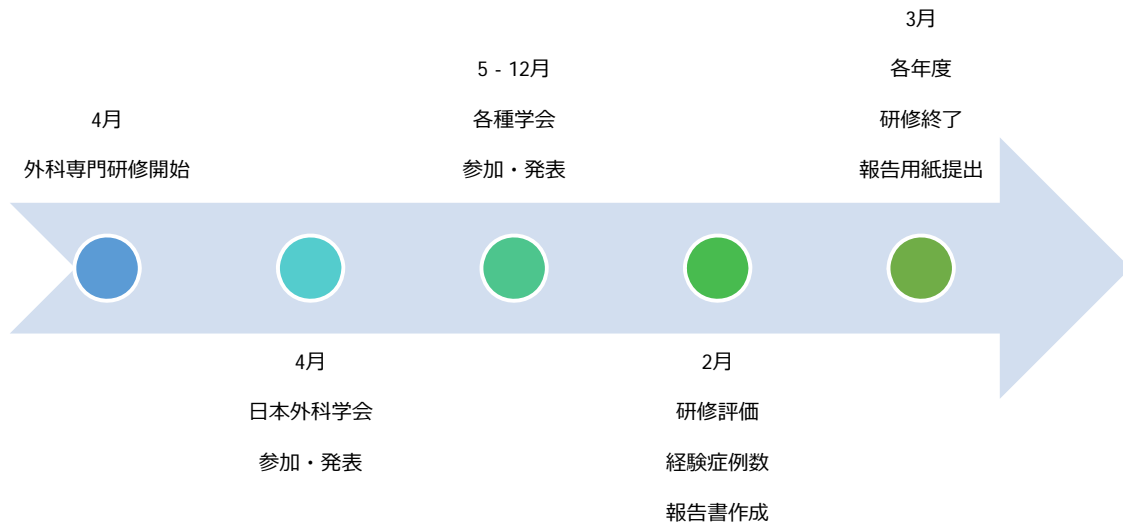 4月
外科専門研修開始
4月
日本外科学会
参加・発表
5 - 12月
各種学会
参加・発表
2月
研修評価
経験症例数
報告書作成
3月
各年度
研修終了
報告用紙提出